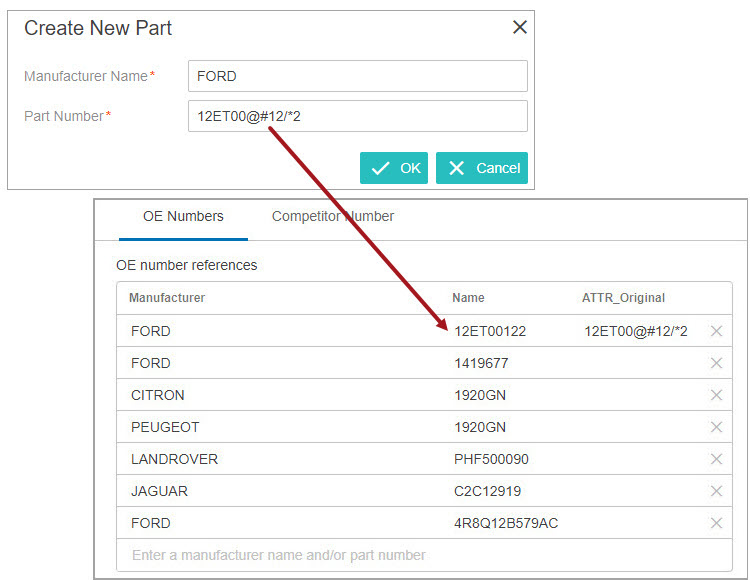 Create New Part
Manufacturer Name* FORD
Part Number* 12ET00@#12/*2
OK Cancel
OE Numbers Competitor Number
OE number references
Manufacturer Name ATTR_Original
FORD 12ET00122 12ET00@#12/*2
FORD 1419677
CITRON 1920GN
PEUGEOT 1920GN
LANDROVER PHF500090
JAGUAR C2C12919
FORD 4R8Q12B579AC
Enter a manufacturer name and/or part number